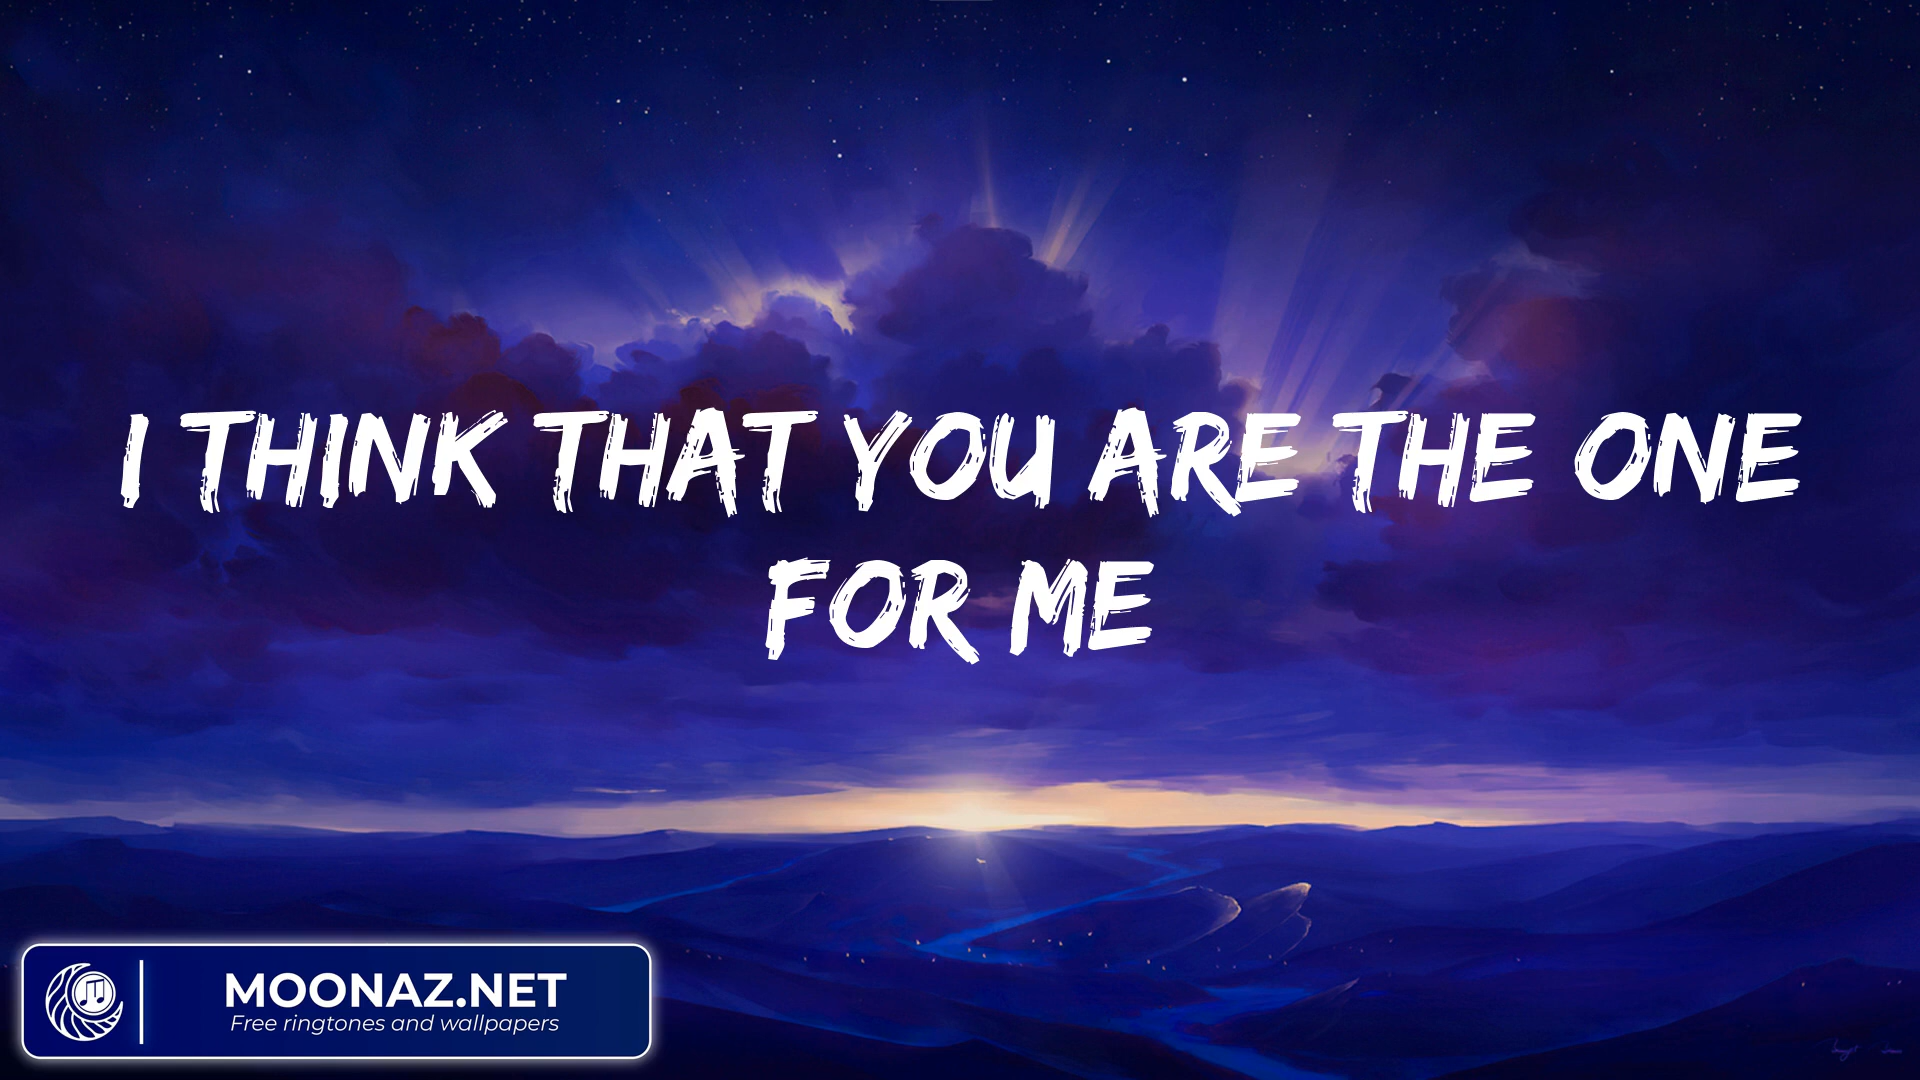 I THINK THAT YOU ARE THE ONE
FOR ME
MOONAZ.NET
Free ringtones and wallpapers